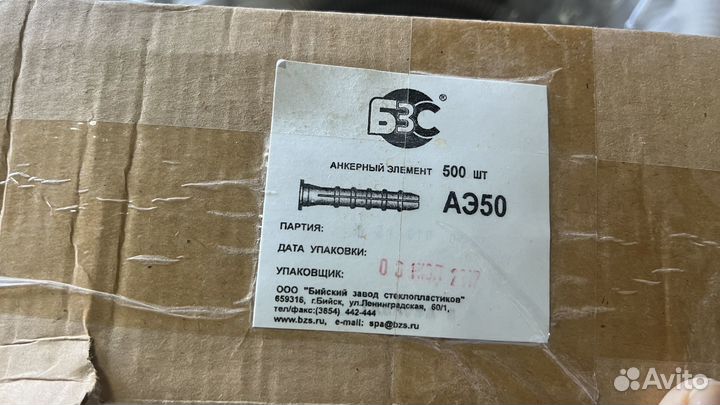 БЗС ®
АНКЕРНЫЙ ЭЛЕМЕНТ 500 ШТ
АЭ50
ПАРТИЯ:
ДАТА УПАКОВКИ:
УПАКОВЩИК:
ООО "Бийский завод стеклопластиков"
659316, г.Бийск, ул.Ленинградская, 60/1,
тел/факс:(3854) 442-444
www.bzs.ru, e-mail: spa@bzs.ru
Avito